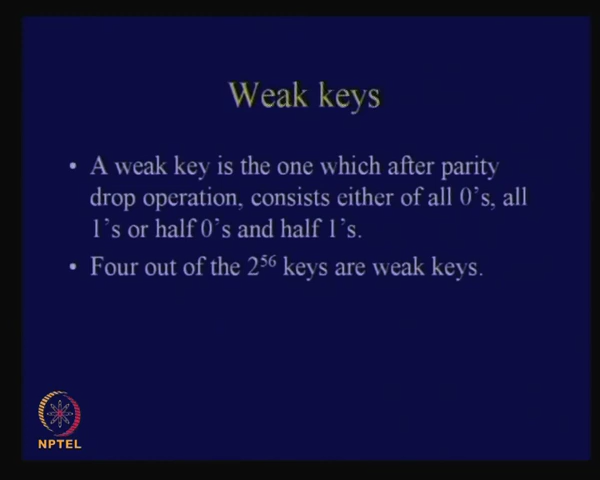 Weak keys
• A weak key is the one which after parity
drop operation, consists either of all 0's, all
1's or half 0's and half 1's.
• Four out of the 2⁵⁶ keys are weak keys.
NPTEL